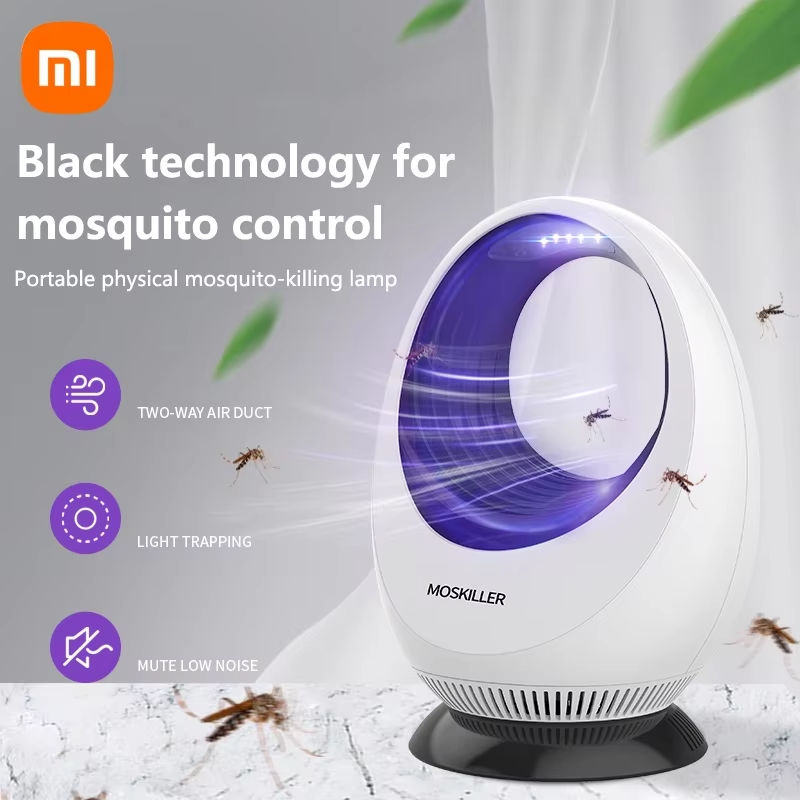 mi
Black technology for
mosquito control
Portable physical mosquito-killing lamp
TWO-WAY AIR DUCT
LIGHT TRAPPING
MOSKILLER
MUTE LOW NOISE